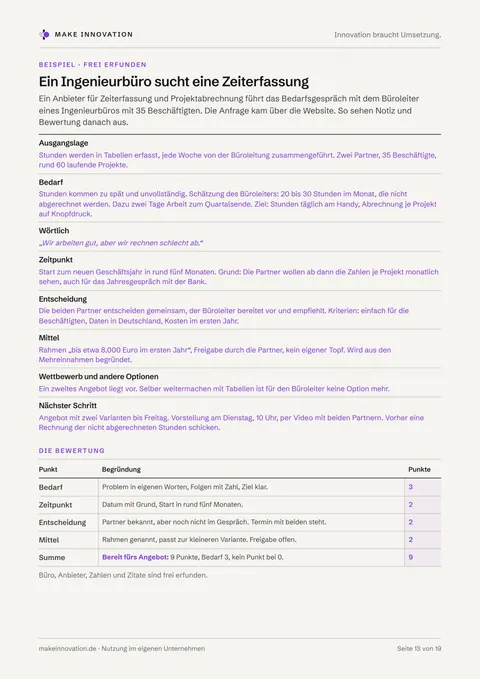 MAKE INNOVATION
Innovation braucht Umsetzung.
BEISPIEL · FREI ERFUNDEN
Ein Ingenieurbüro sucht eine Zeiterfassung
Ein Anbieter für Zeiterfassung und Projektabrechnung führt das Bedarfsgespräch mit dem Büroleiter
eines Ingenieurbüros mit 35 Beschäftigten. Die Anfrage kam über die Website. So sehen Notiz und
Bewertung danach aus.
Ausgangslage
Stunden werden in Tabellen erfasst, jede Woche von der Büroleitung zusammengeführt. Zwei Partner, 35 Beschäftigte,
rund 60 laufende Projekte.
Bedarf
Stunden kommen zu spät und unvollständig. Schätzung des Büroleiters: 20 bis 30 Stunden im Monat, die nicht
abgerechnet werden. Dazu zwei Tage Arbeit zum Quartalsende. Ziel: Stunden täglich am Handy, Abrechnung je Projekt
auf Knopfdruck.
Wörtlich
„Wir arbeiten gut, aber wir rechnen schlecht ab.“
Zeitpunkt
Start zum neuen Geschäftsjahr in rund fünf Monaten. Grund: Die Partner wollen ab dann die Zahlen je Projekt monatlich
sehen, auch für das Jahresgespräch mit der Bank.
Entscheidung
Die beiden Partner entscheiden gemeinsam, der Büroleiter bereitet vor und empfiehlt. Kriterien: einfach für die
Beschäftigten, Daten in Deutschland, Kosten im ersten Jahr.
Mittel
Rahmen „bis etwa 8.000 Euro im ersten Jahr“, Freigabe durch die Partner, kein eigener Topf. Wird aus den
Mehreinnahmen begründet.
Wettbewerb und andere Optionen
Ein zweites Angebot liegt vor. Selber weitermachen mit Tabellen ist für den Büroleiter keine Option mehr.
Nächster Schritt
Angebot mit zwei Varianten bis Freitag. Vorstellung am Dienstag, 10 Uhr, per Video mit beiden Partnern. Vorher eine
Rechnung der nicht abgerechneten Stunden schicken.
DIE BEWERTUNG
Punkt Begründung Punkte
Bedarf Problem in eigenen Worten, Folgen mit Zahl, Ziel klar. 3
Zeitpunkt Datum mit Grund, Start in rund fünf Monaten. 2
Entscheidung Partner bekannt, aber noch nicht im Gespräch. Termin mit beiden steht. 2
Mittel Rahmen genannt, passt zur kleineren Variante. Freigabe offen. 2
Summe Bereit fürs Angebot: 9 Punkte, Bedarf 3, kein Punkt bei 0. 9
Büro, Anbieter, Zahlen und Zitate sind frei erfunden.
makeinnovation.de · Nutzung im eigenen Unternehmen
Seite 13 von 19